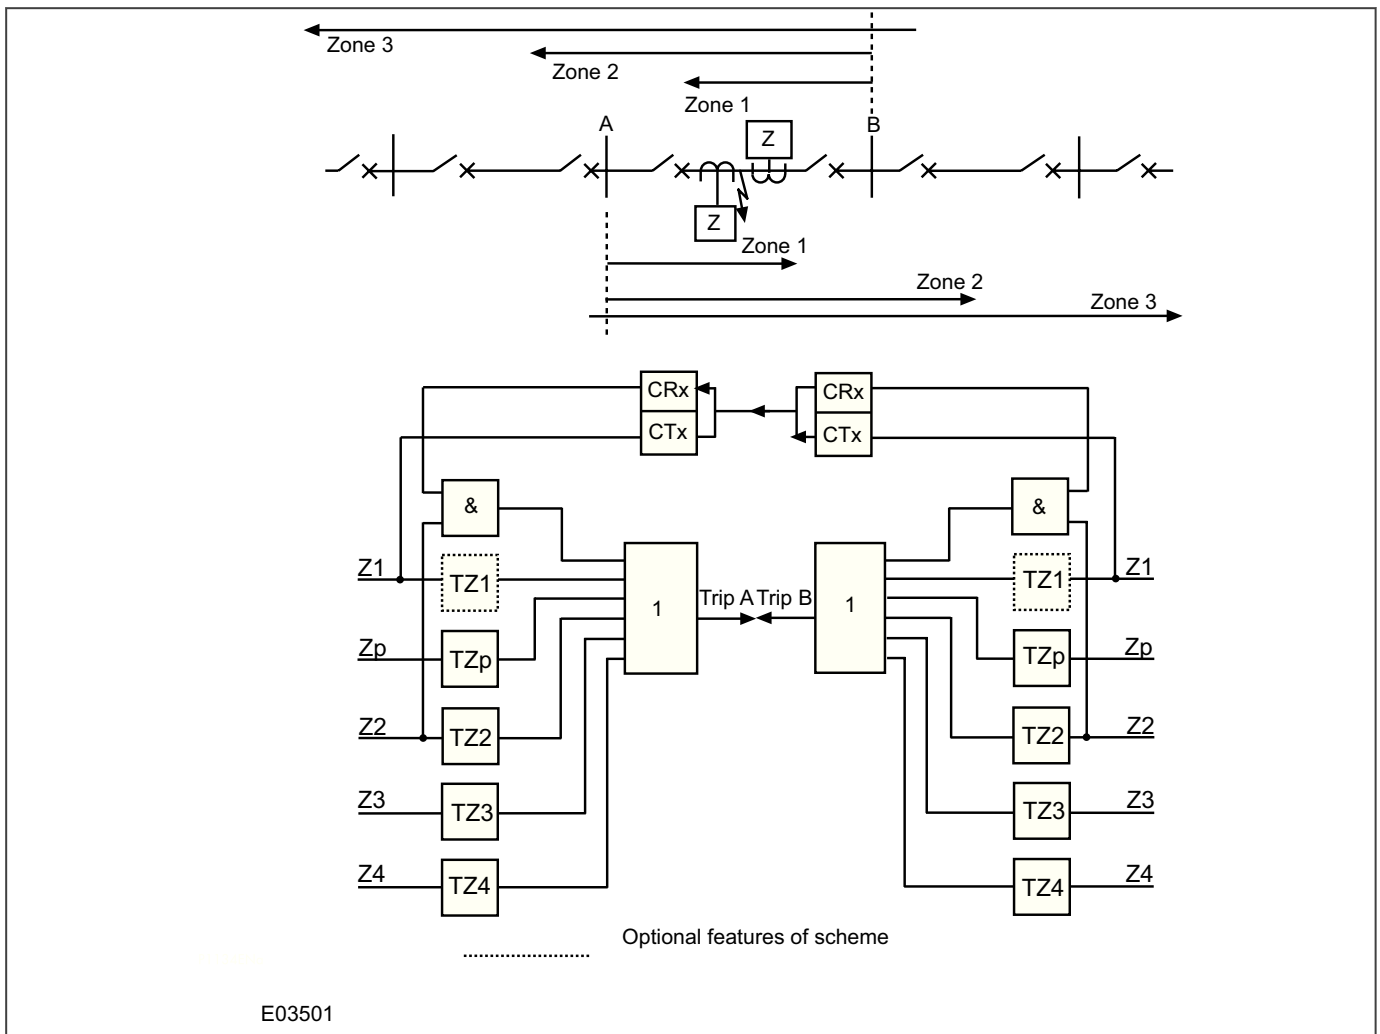 Zone 3
Zone 2
Zone 1
A
Z
B
Z
Zone 1
Zone 2
Zone 3
CRx
CRx
CTx
CTx
&
&
Z1
TZ1
TZ1
Z1
1
Trip A
Trip B
1
Zp
TZp
TZp
Zp
Z2
TZ2
TZ2
Z2
Z3
TZ3
TZ3
Z3
Z4
TZ4
TZ4
Z4
Optional features of scheme
E03501